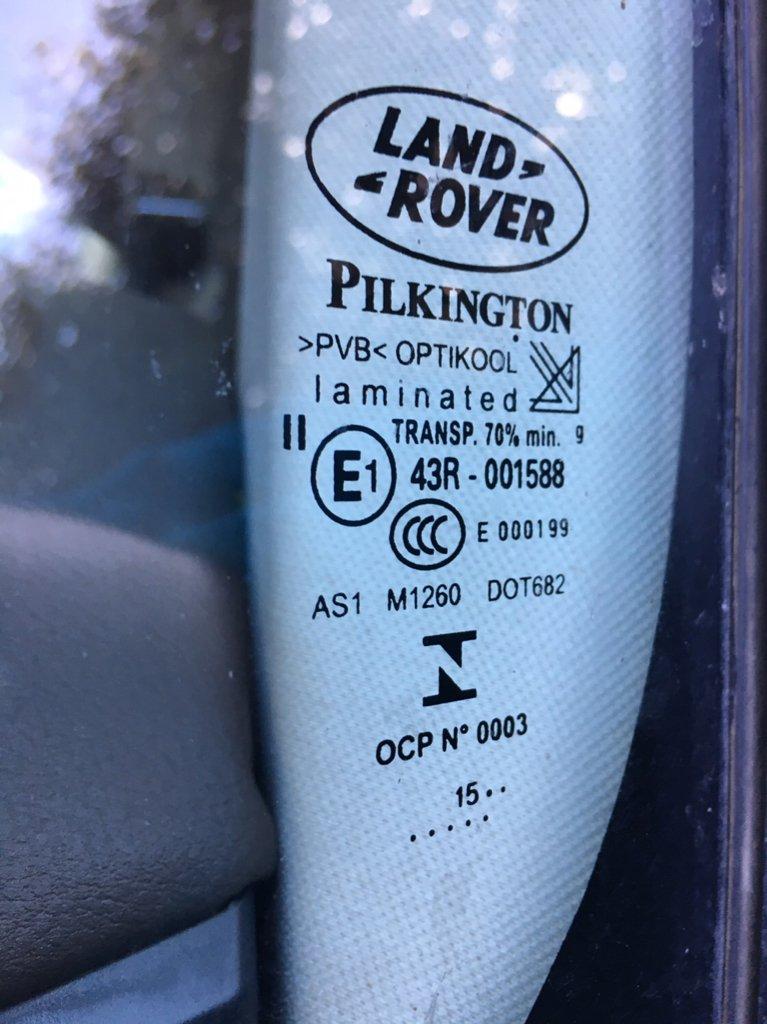 LAND
ROVER
PILKINGTON
>PVB< OPTIKOOL
laminated
II TRANSP. 70% min. g
E1 43R - 001588
CCC E 000199
AS1 M1260 DOT682
OCP N° 0003
15 ..
.....